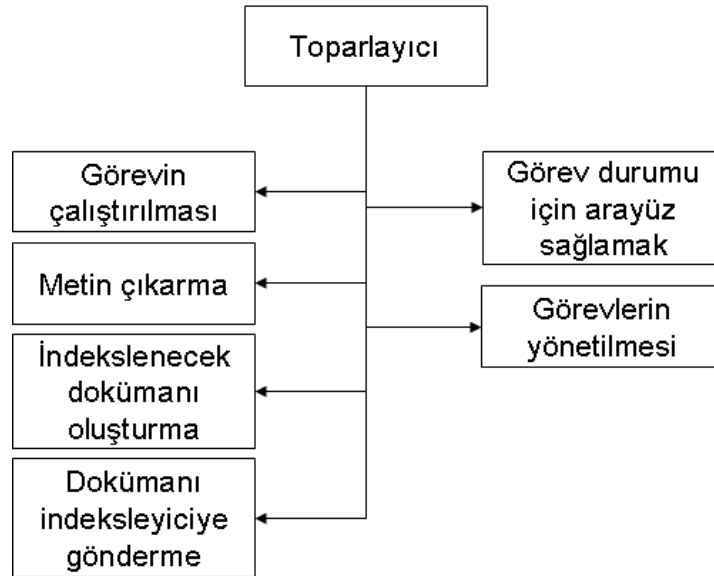 Toparlayıcı
Görevin
çalıştırılması
Metin çıkarma
İndekslenecek
dokümanı
oluşturma
Dokümanı
indeksleyiciye
gönderme
Görev durumu
için arayüz
sağlamak
Görevlerin
yönetilmesi